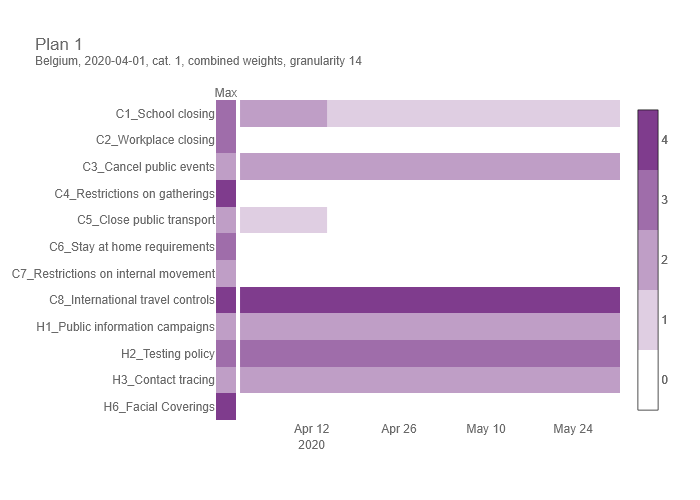 Plan 1
Belgium, 2020-04-01, cat. 1, combined weights, granularity 14
Max
C1_School closing
C2_Workplace closing
C3_Cancel public events
C4_Restrictions on gatherings
C5_Close public transport
C6_Stay at home requirements
C7_Restrictions on internal movement
C8_International travel controls
H1_Public information campaigns
H2_Testing policy
H3_Contact tracing
H6_Facial Coverings
Apr 12
2020
Apr 26
May 10
May 24
4
3
2
1
0